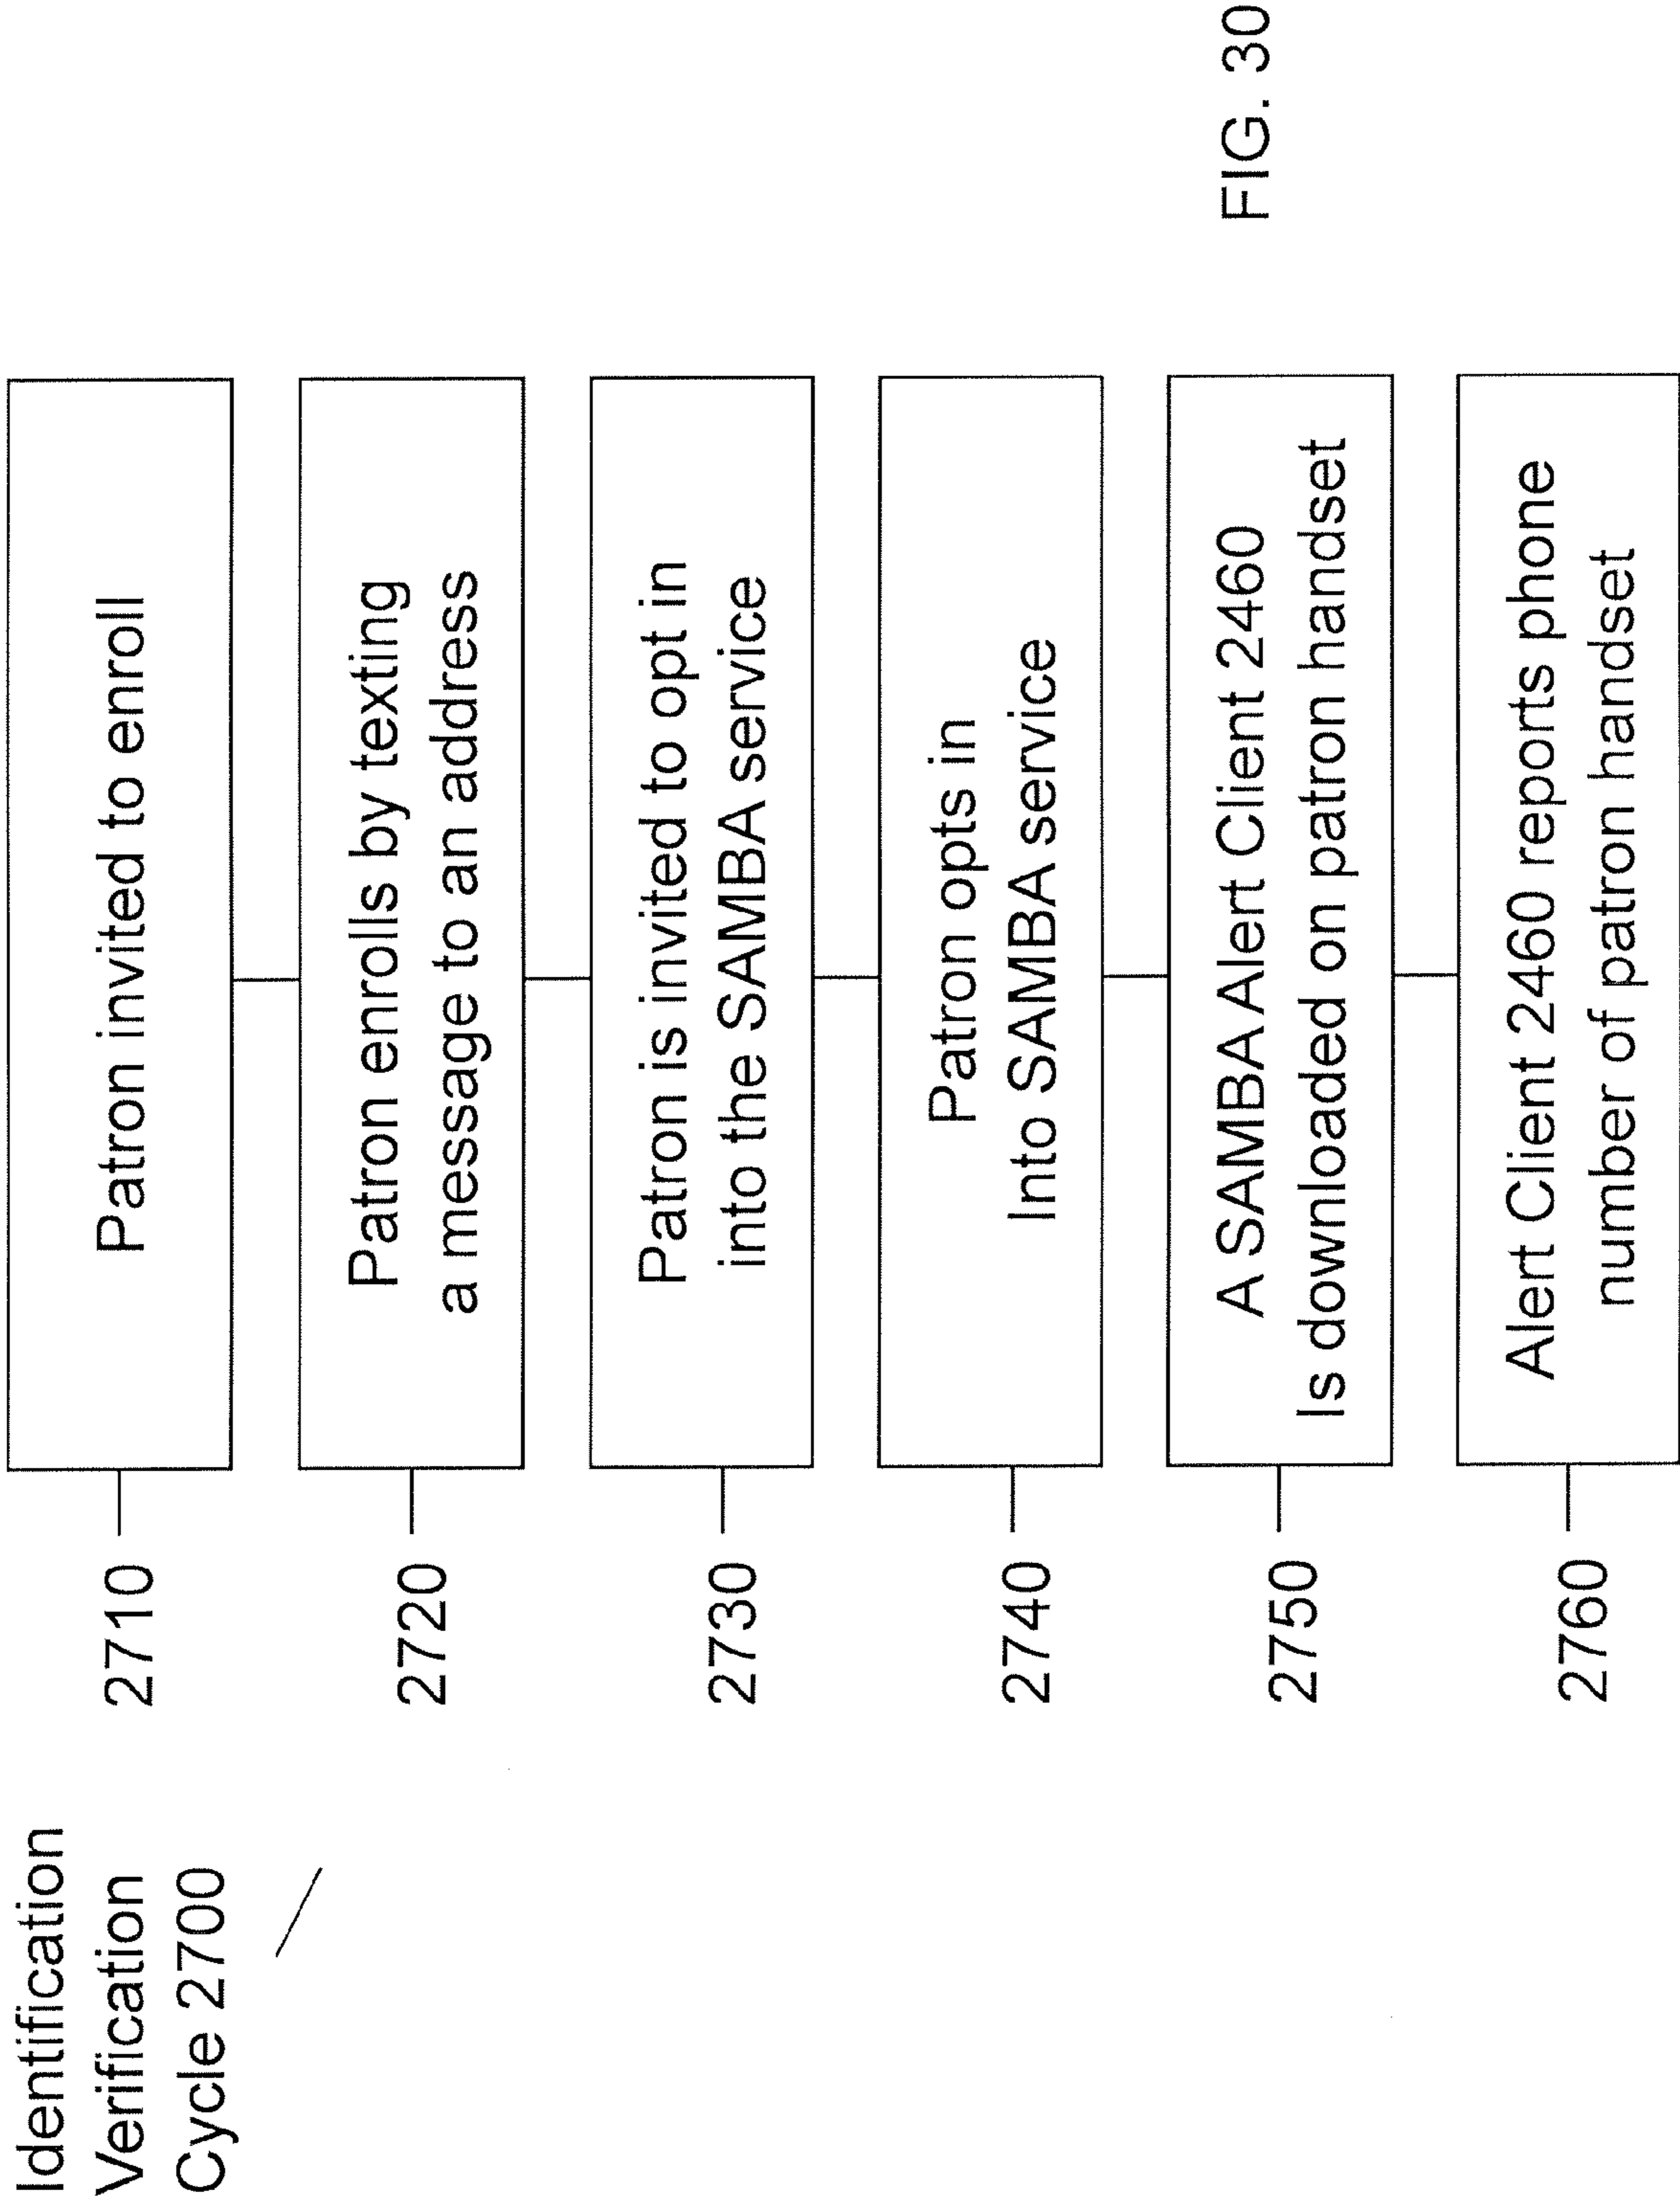 Identification
Verification
Cycle 2700
2710
Patron invited to enroll
2720
Patron enrolls by texting
a message to an address
2730
Patron is invited to opt in
into the SAMBA service
2740
Patron opts in
Into SAMBA service
2750
A SAMBA Alert Client 2460
Is downloaded on patron handset
2760
Alert Client 2460 reports phone
number of patron handset
FIG. 30